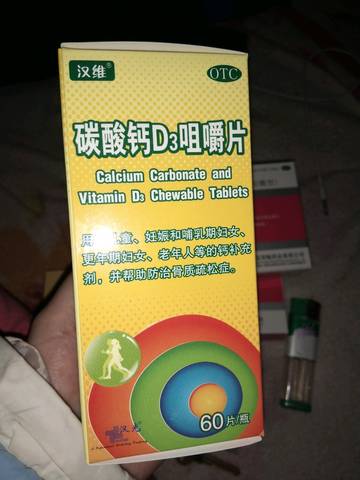 汉维®
OTC
碳酸钙D3咀嚼片
Calcium Carbonate and
Vitamin D3 Chewable Tablets
用于儿童、妊娠和哺乳期妇女、
更年期妇女、老年人等的钙补充
剂，并帮助防治骨质疏松症。
汉光
60片/瓶